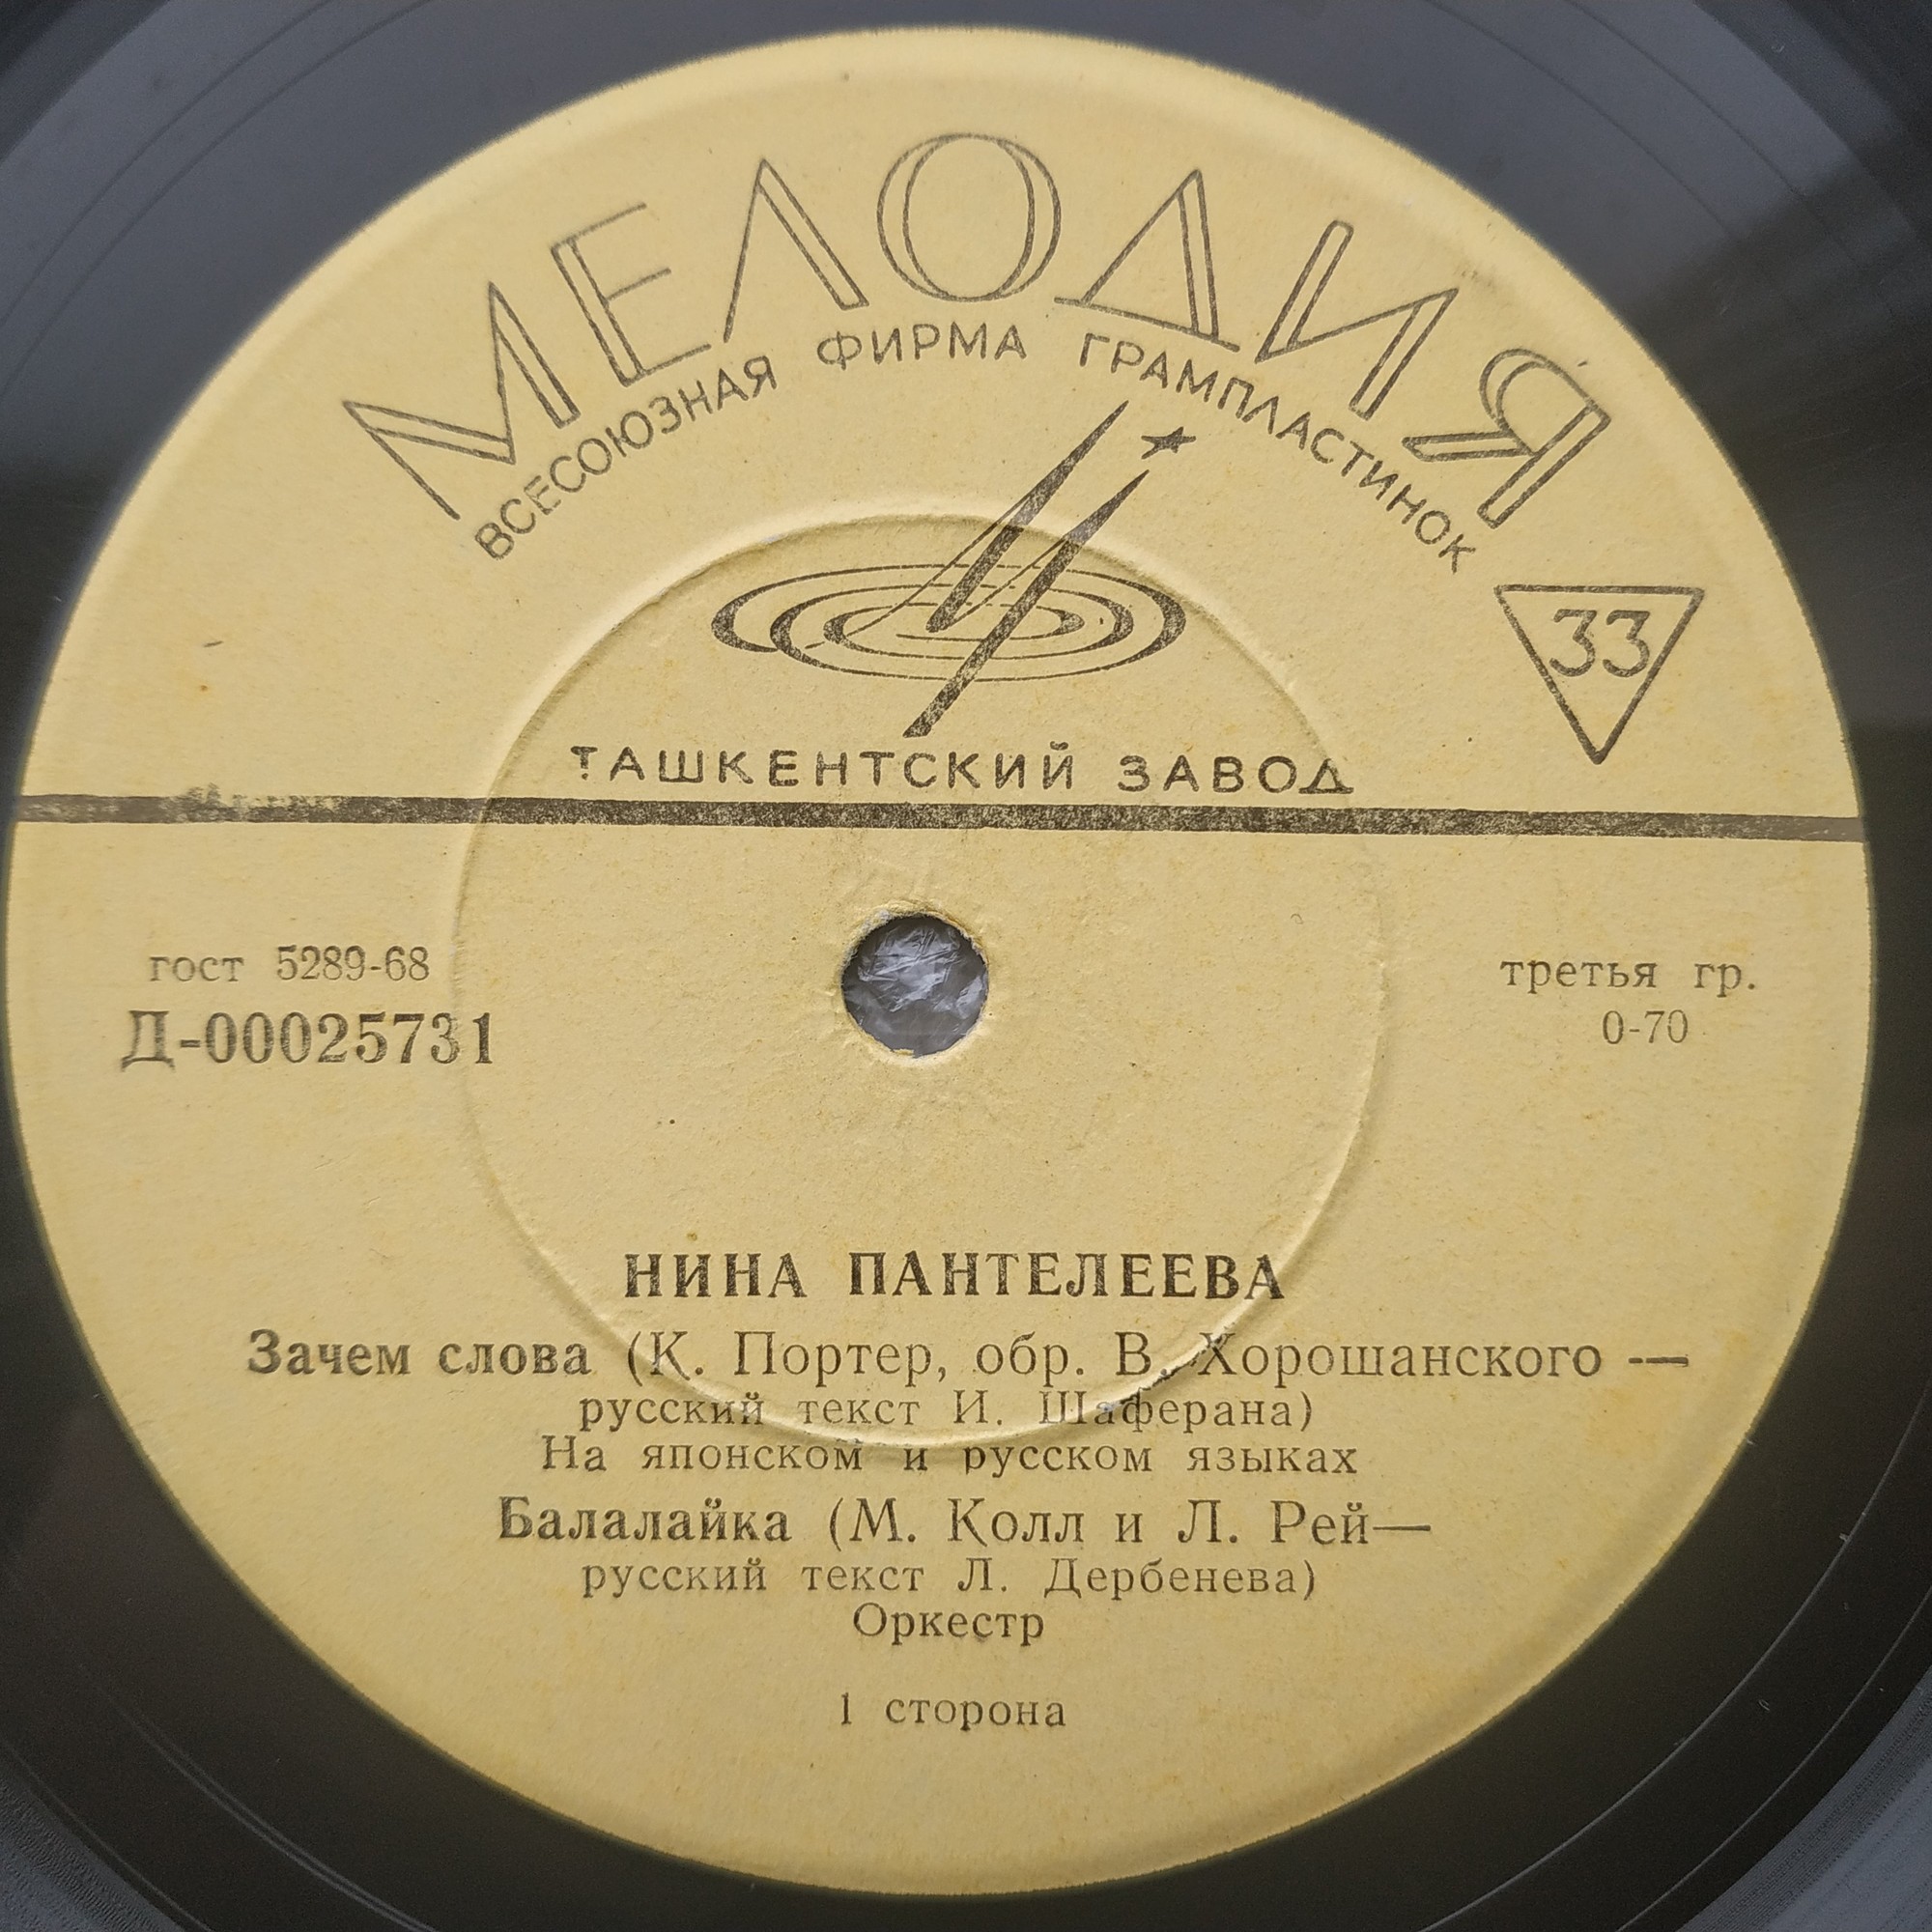 МЕЛОДИЯ
ВСЕСОЮЗНАЯ ФИРМА ГРАМПЛАСТИНОК
33
ТАШКЕНТСКИЙ ЗАВОД
гост 5289-68
Д-00025731
третья гр.
0-70
НИНА ПАНТЕЛЕЕВА
Зачем слова (К. Портер, обр. В. Хорошанского —
русский текст И. Шаферана)
На японском и русском языках
Балалайка (М. Колл и Л. Рей—
русский текст Л. Дербенева)
Оркестр
1 сторона